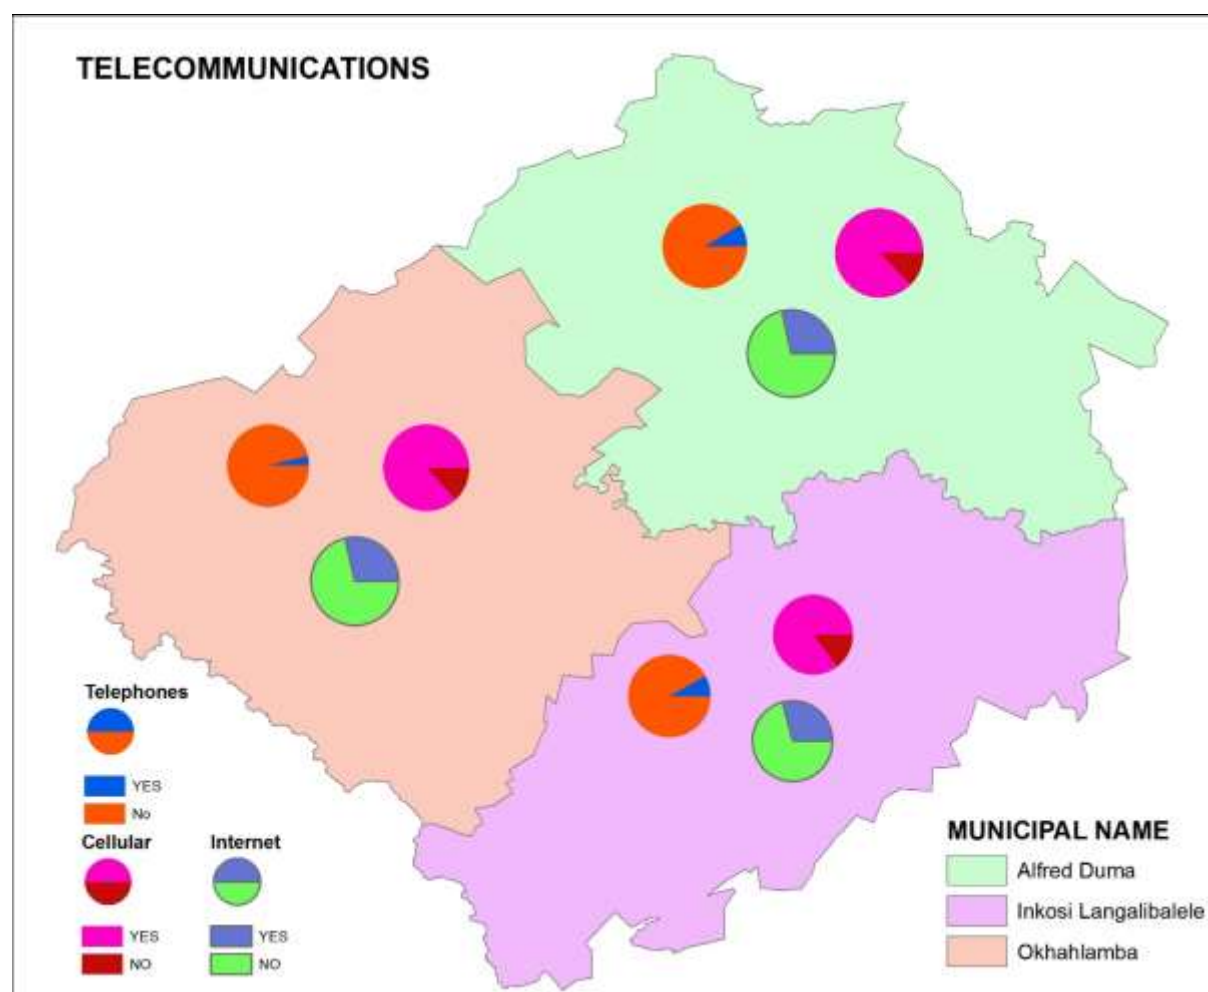 TELECOMMUNICATIONS
Telephones
YES
No
Cellular
YES
NO
Internet
YES
NO
MUNICIPAL NAME
Alfred Duma
Inkosi Langalibalele
Okhahlamba